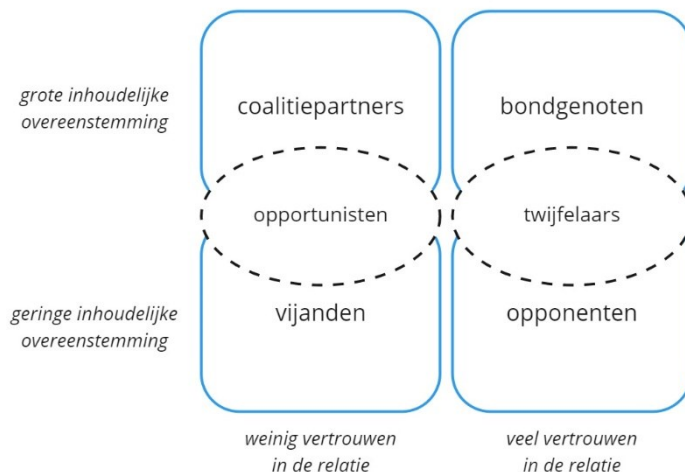 grote inhoudelijke
overeenstemming
coalitiepartners
bondgenoten
opportunisten
twijfelaars
geringe inhoudelijke
overeenstemming
vijanden
opponenten
weinig vertrouwen
in de relatie
veel vertrouwen
in de relatie